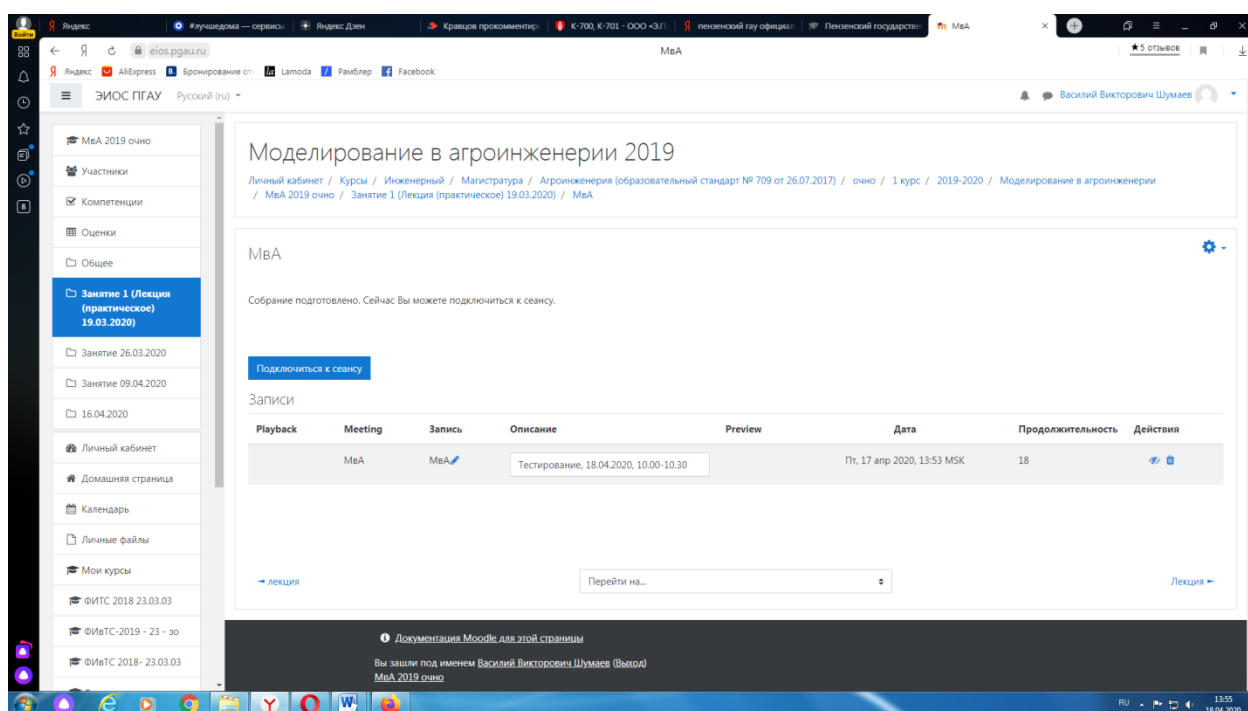 Яндекс
#лучшедома — сервисы
Яндекс Дзен
Кравцов прокомментиро
К-700, К-701 - ООО «Э.Л.
пензенский гау официал
Пензенский государстве
МвА
Войти
eios.pgau.ru
МвА
★5 отзывов
Яндекс AliExpress Бронирование от Lamoda Рамблер Facebook
ЭИОС ПГАУ Русский (ru)
Василий Викторович Шумаев
МвА 2019 очно
Участники
Компетенции
Оценки
Общее
Занятие 1 (Лекция
(практическое)
19.03.2020)
Занятие 26.03.2020
Занятие 09.04.2020
16.04.2020
Личный кабинет
Домашняя страница
Календарь
Личные файлы
Мои курсы
ФИТС 2018 23.03.03
ФИвТС-2019 - 23 - зо
ФИвТС 2018- 23.03.03
Моделирование в агроинженерии 2019
Личный кабинет / Курсы / Инженерный / Магистратура / Агроинженерия (образовательный стандарт № 709 от 26.07.2017) / очно / 1 курс / 2019-2020 / Моделирование в агроинженерии
/ МвА 2019 очно / Занятие 1 (Лекция (практическое) 19.03.2020) / МвА
МвА
Собрание подготовлено. Сейчас Вы можете подключиться к сеансу.
Подключиться к сеансу
Записи
Playback Meeting Запись Описание Preview Дата Продолжительность Действия
МвА МвА Тестирование, 18.04.2020, 10.00-10.30 Пт, 17 апр 2020, 13:53 MSK 18
◄ лекция
Перейти на...
Лекция ►
Документация Moodle для этой страницы
Вы зашли под именем Василий Викторович Шумаев (Выход)
МвА 2019 очно
RU
13:55
18.04.2020